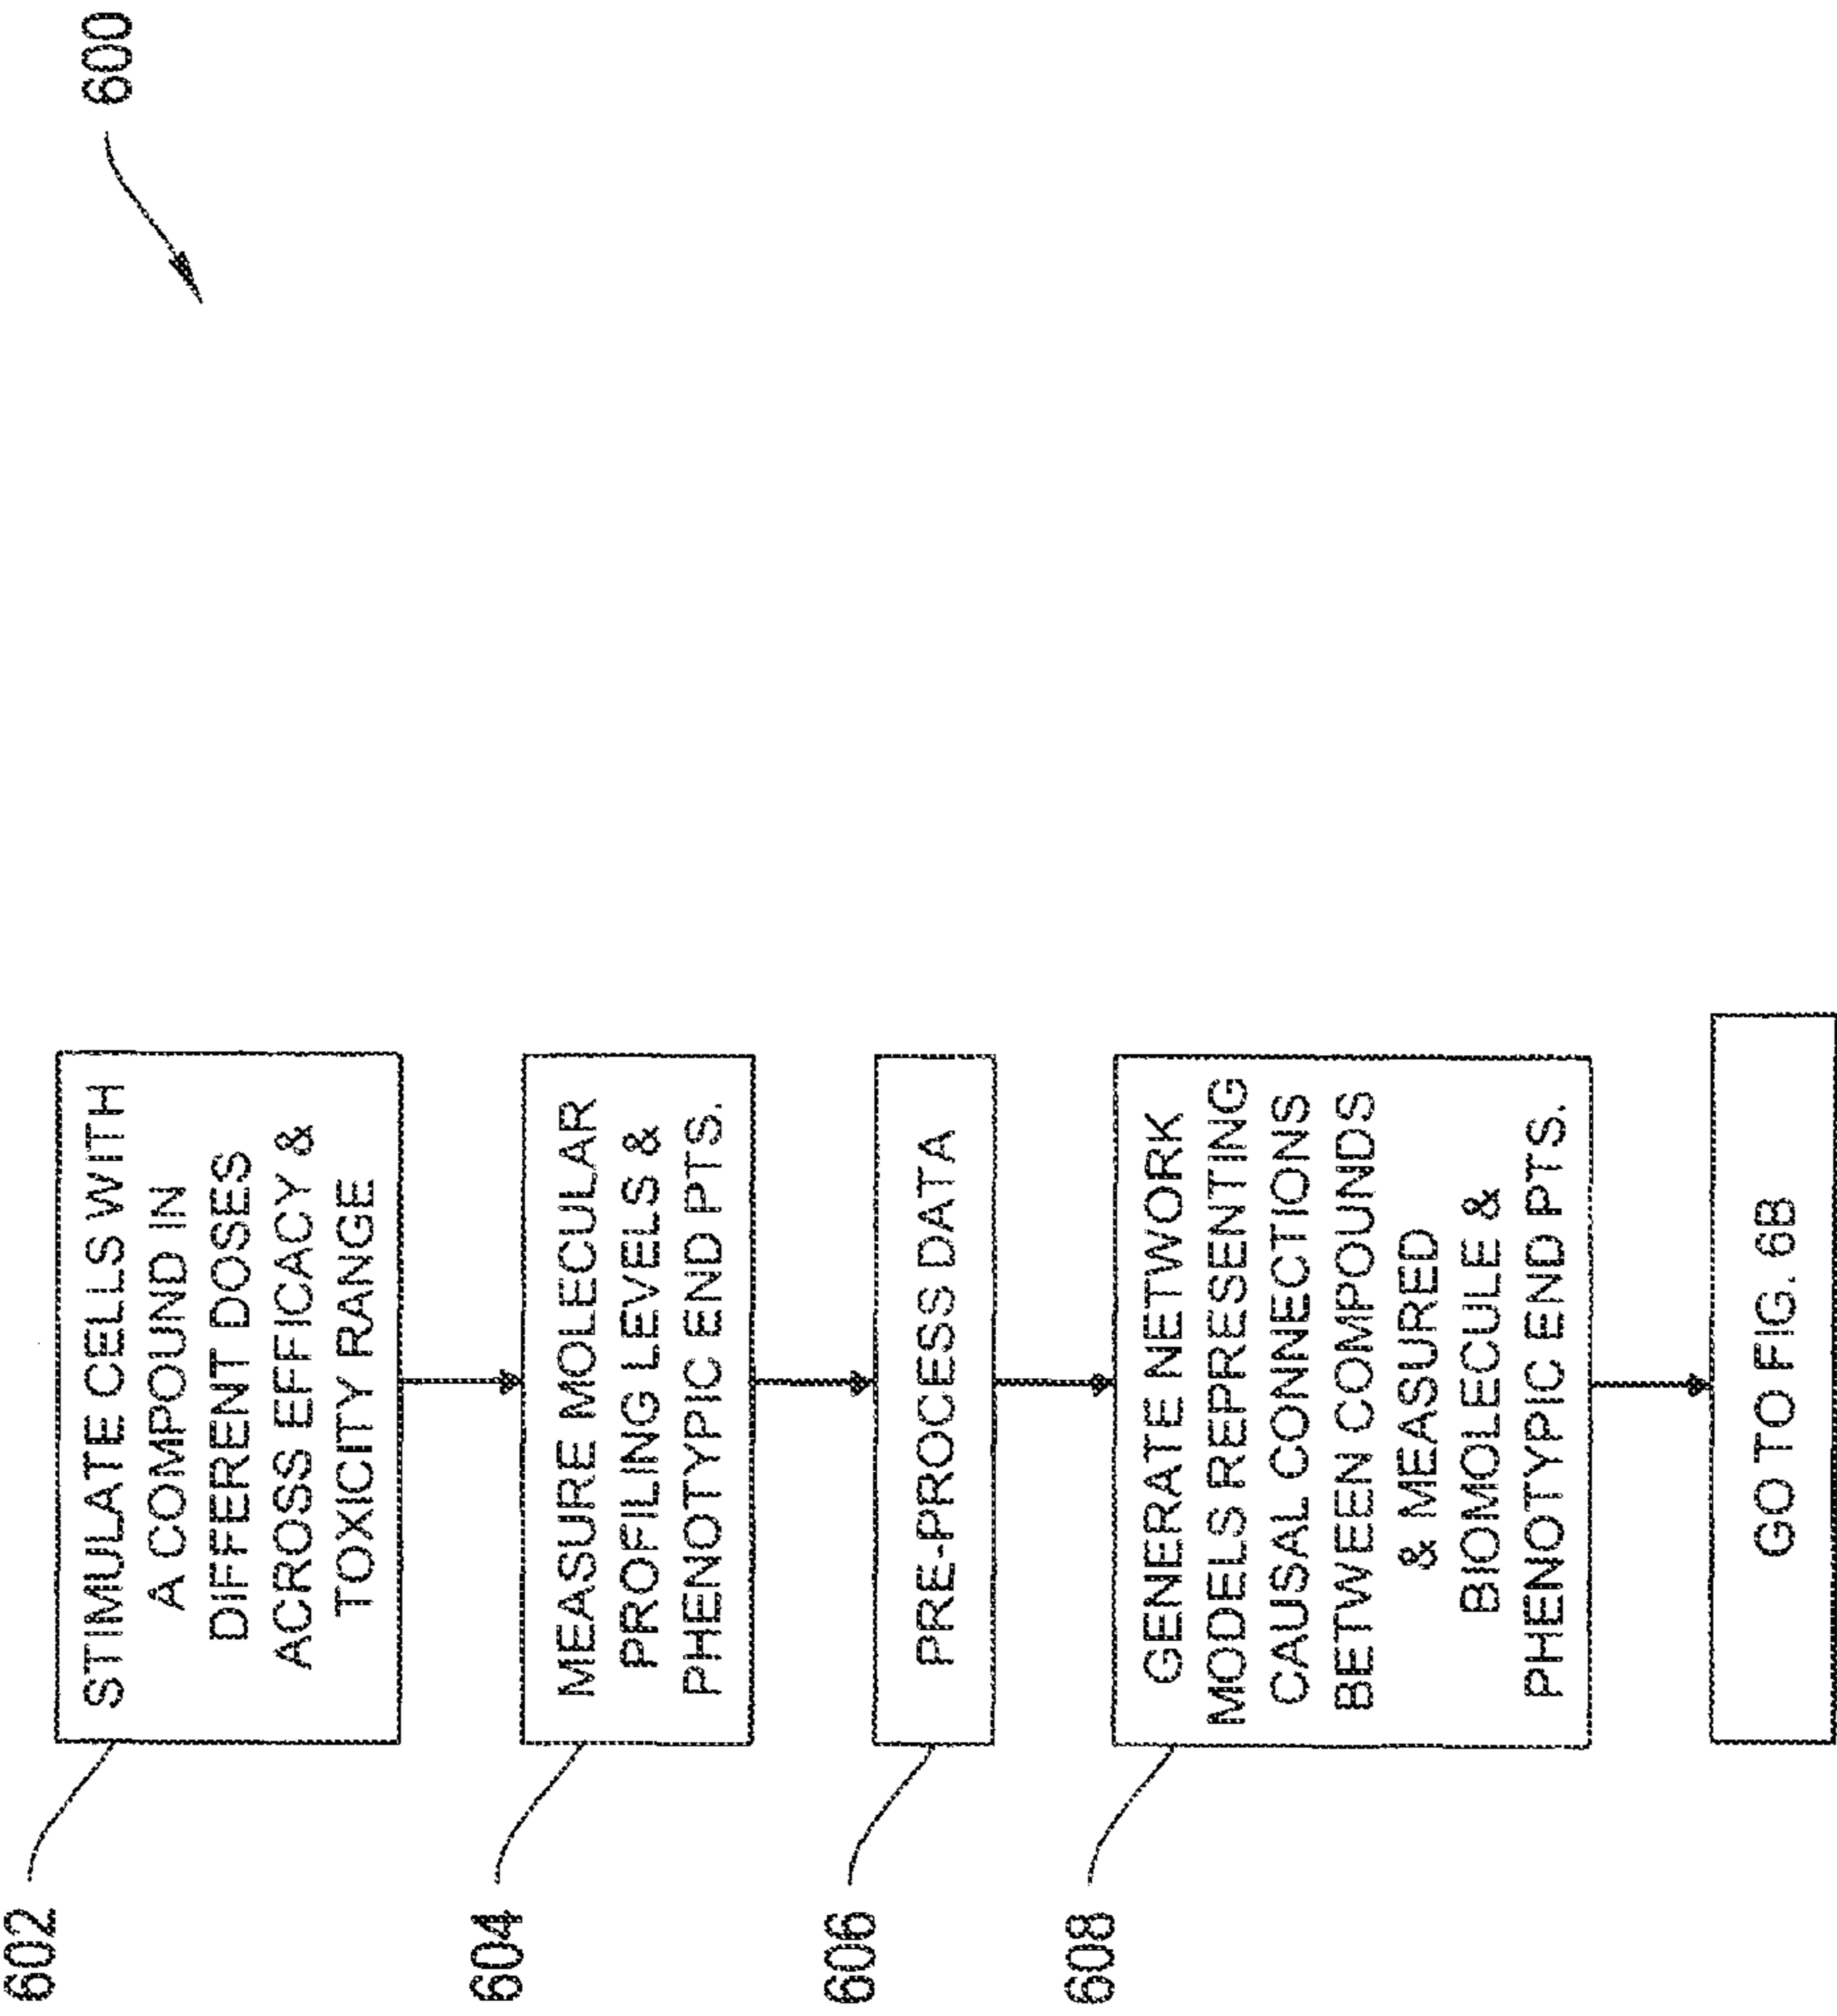 600
602
STIMULATE CELLS WITH
A COMPOUND IN
DIFFERENT DOSES
ACROSS EFFICACY &
TOXICITY RANGE
604
MEASURE MOLECULAR
PROFILING LEVELS &
PHENOTYPIC END PTS.
606
PRE-PROCESS DATA
608
GENERATE NETWORK
MODELS REPRESENTING
CAUSAL CONNECTIONS
BETWEEN COMPOUNDS
& MEASURED
BIOMOLECULE &
PHENOTYPIC END PTS.
GO TO FIG. 6B